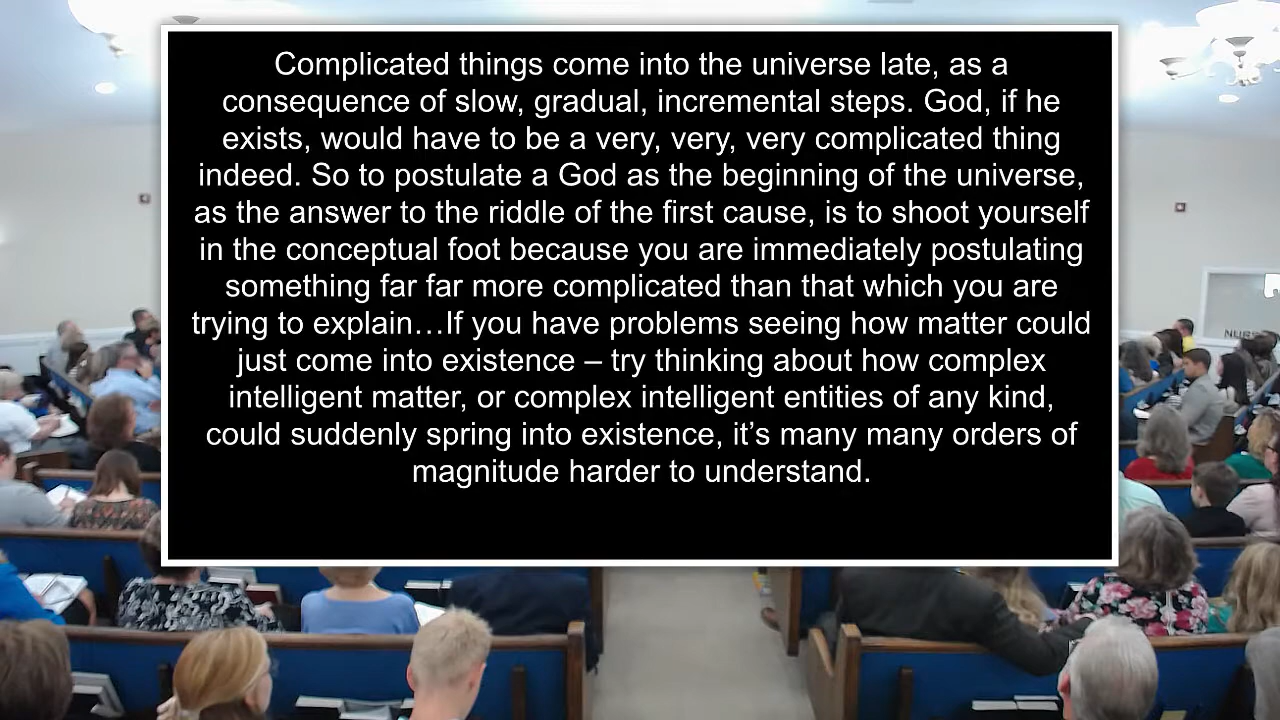 Complicated things come into the universe late, as a
consequence of slow, gradual, incremental steps. God, if he
exists, would have to be a very, very, very complicated thing
indeed. So to postulate a God as the beginning of the universe,
as the answer to the riddle of the first cause, is to shoot yourself
in the conceptual foot because you are immediately postulating
something far far more complicated than that which you are
trying to explain…If you have problems seeing how matter could
just come into existence – try thinking about how complex
intelligent matter, or complex intelligent entities of any kind,
could suddenly spring into existence, it’s many many orders of
magnitude harder to understand.